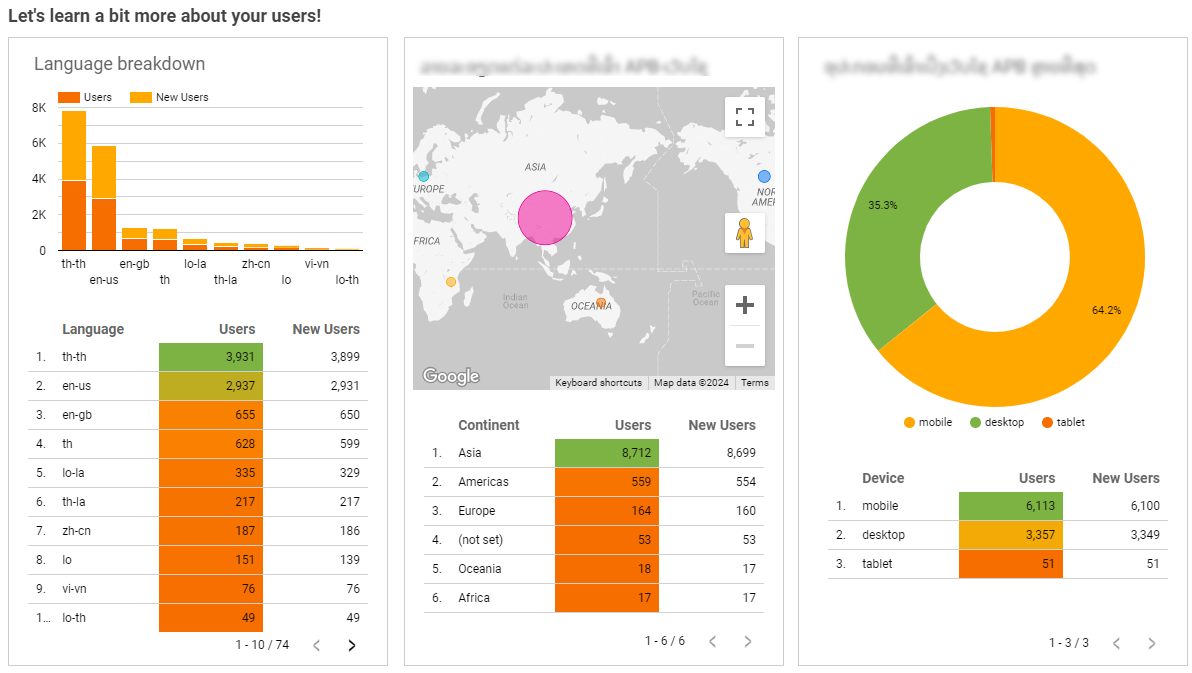 Let's learn a bit more about your users!
Language breakdown
Users New Users
8K
6K
4K
2K
0
th-th en-us en-gb th lo-la th-la zh-cn lo vi-vn lo-th
Language Users New Users
1. th-th 3,931 3,899
2. en-us 2,937 2,931
3. en-gb 655 650
4. th 628 599
5. lo-la 335 329
6. th-la 217 217
7. zh-cn 187 186
8. lo 151 139
9. vi-vn 76 76
1... lo-th 49 49
1 - 10 / 74
ASIA
UROPE
NOR
AMEF
FRICA
Indian
Ocean
OCEANIA
Pacific
Ocean
Google
Keyboard shortcuts Map data ©2024 Terms
Continent Users New Users
1. Asia 8,712 8,699
2. Americas 559 554
3. Europe 164 160
4. (not set) 53 53
5. Oceania 18 17
6. Africa 17 17
1 - 6 / 6
35.3%
64.2%
mobile desktop tablet
Device Users New Users
1. mobile 6,113 6,100
2. desktop 3,357 3,349
3. tablet 51 51
1 - 3 / 3